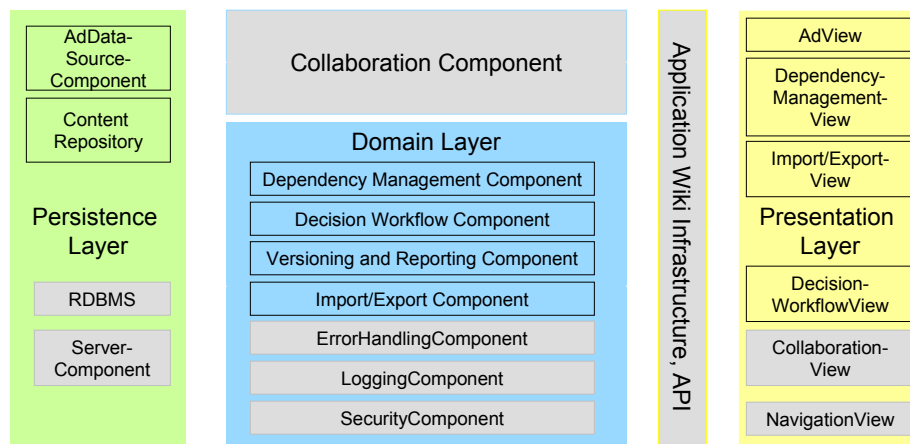 AdData-
Source-
Component
Content
Repository
Persistence
Layer
RDBMS
Server-
Component
Collaboration Component
Domain Layer
Dependency Management Component
Decision Workflow Component
Versioning and Reporting Component
Import/Export Component
ErrorHandlingComponent
LoggingComponent
SecurityComponent
Application Wiki Infrastructure, API
AdView
Dependency-
Management-
View
Import/Export-
View
Presentation
Layer
Decision-
WorkflowView
Collaboration-
View
NavigationView